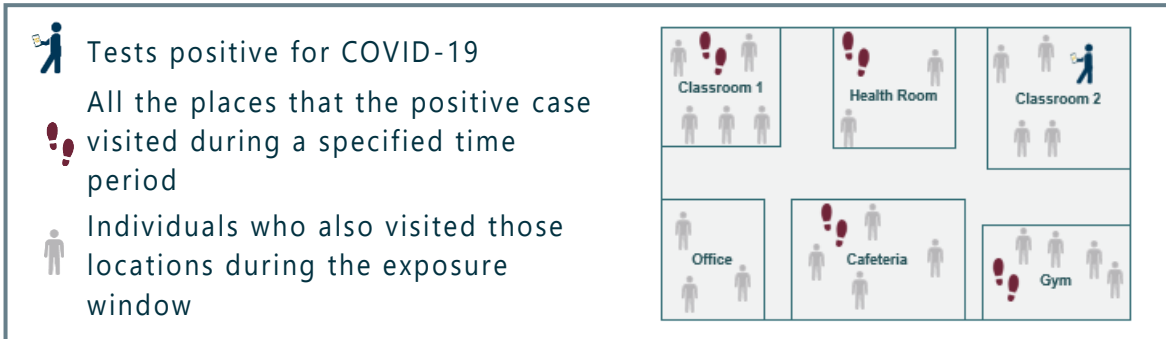 Tests positive for COVID-19
All the places that the positive case
visited during a specified time
period
Individuals who also visited those
locations during the exposure
window
Classroom 1
Health Room
Classroom 2
Office
Cafeteria
Gym